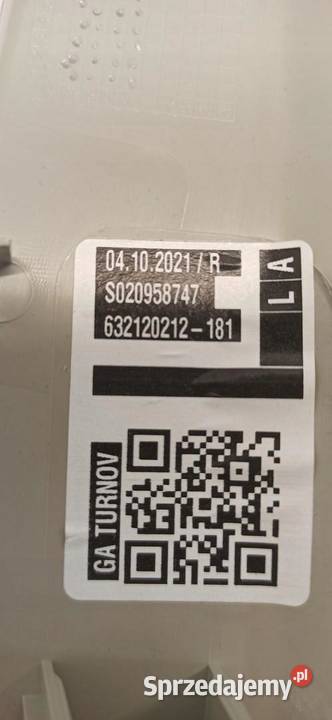 04.10.2021 / R
S020958747
632120212-181
L A
GA TURNOV
Sprzedajemy.pl